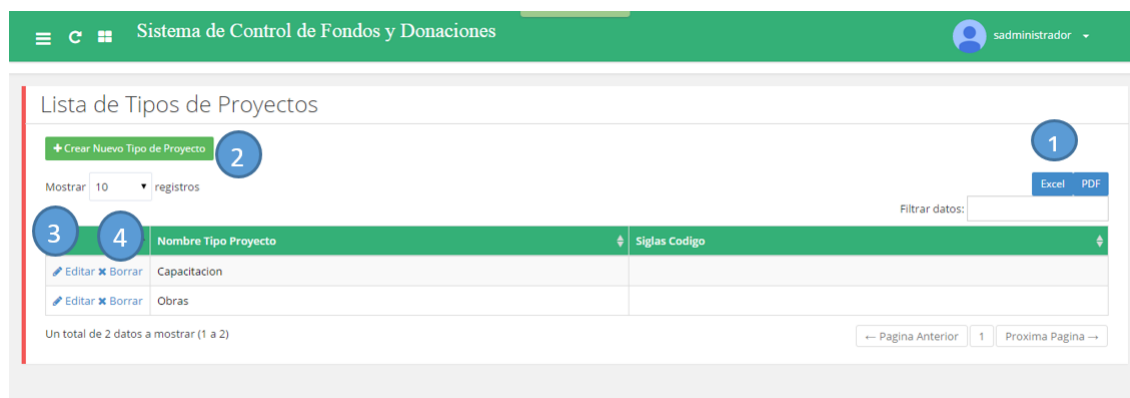 Sistema de Control de Fondos y Donaciones
sadministrador
Lista de Tipos de Proyectos
Crear Nuevo Tipo de Proyecto
2
1
Mostrar 10 registros
Excel PDF
Filtrar datos:
3 4 Nombre Tipo Proyecto Siglas Codigo
Editar Borrar Capacitacion
Editar Borrar Obras
Un total de 2 datos a mostrar (1 a 2)
← Pagina Anterior 1 Proxima Pagina →